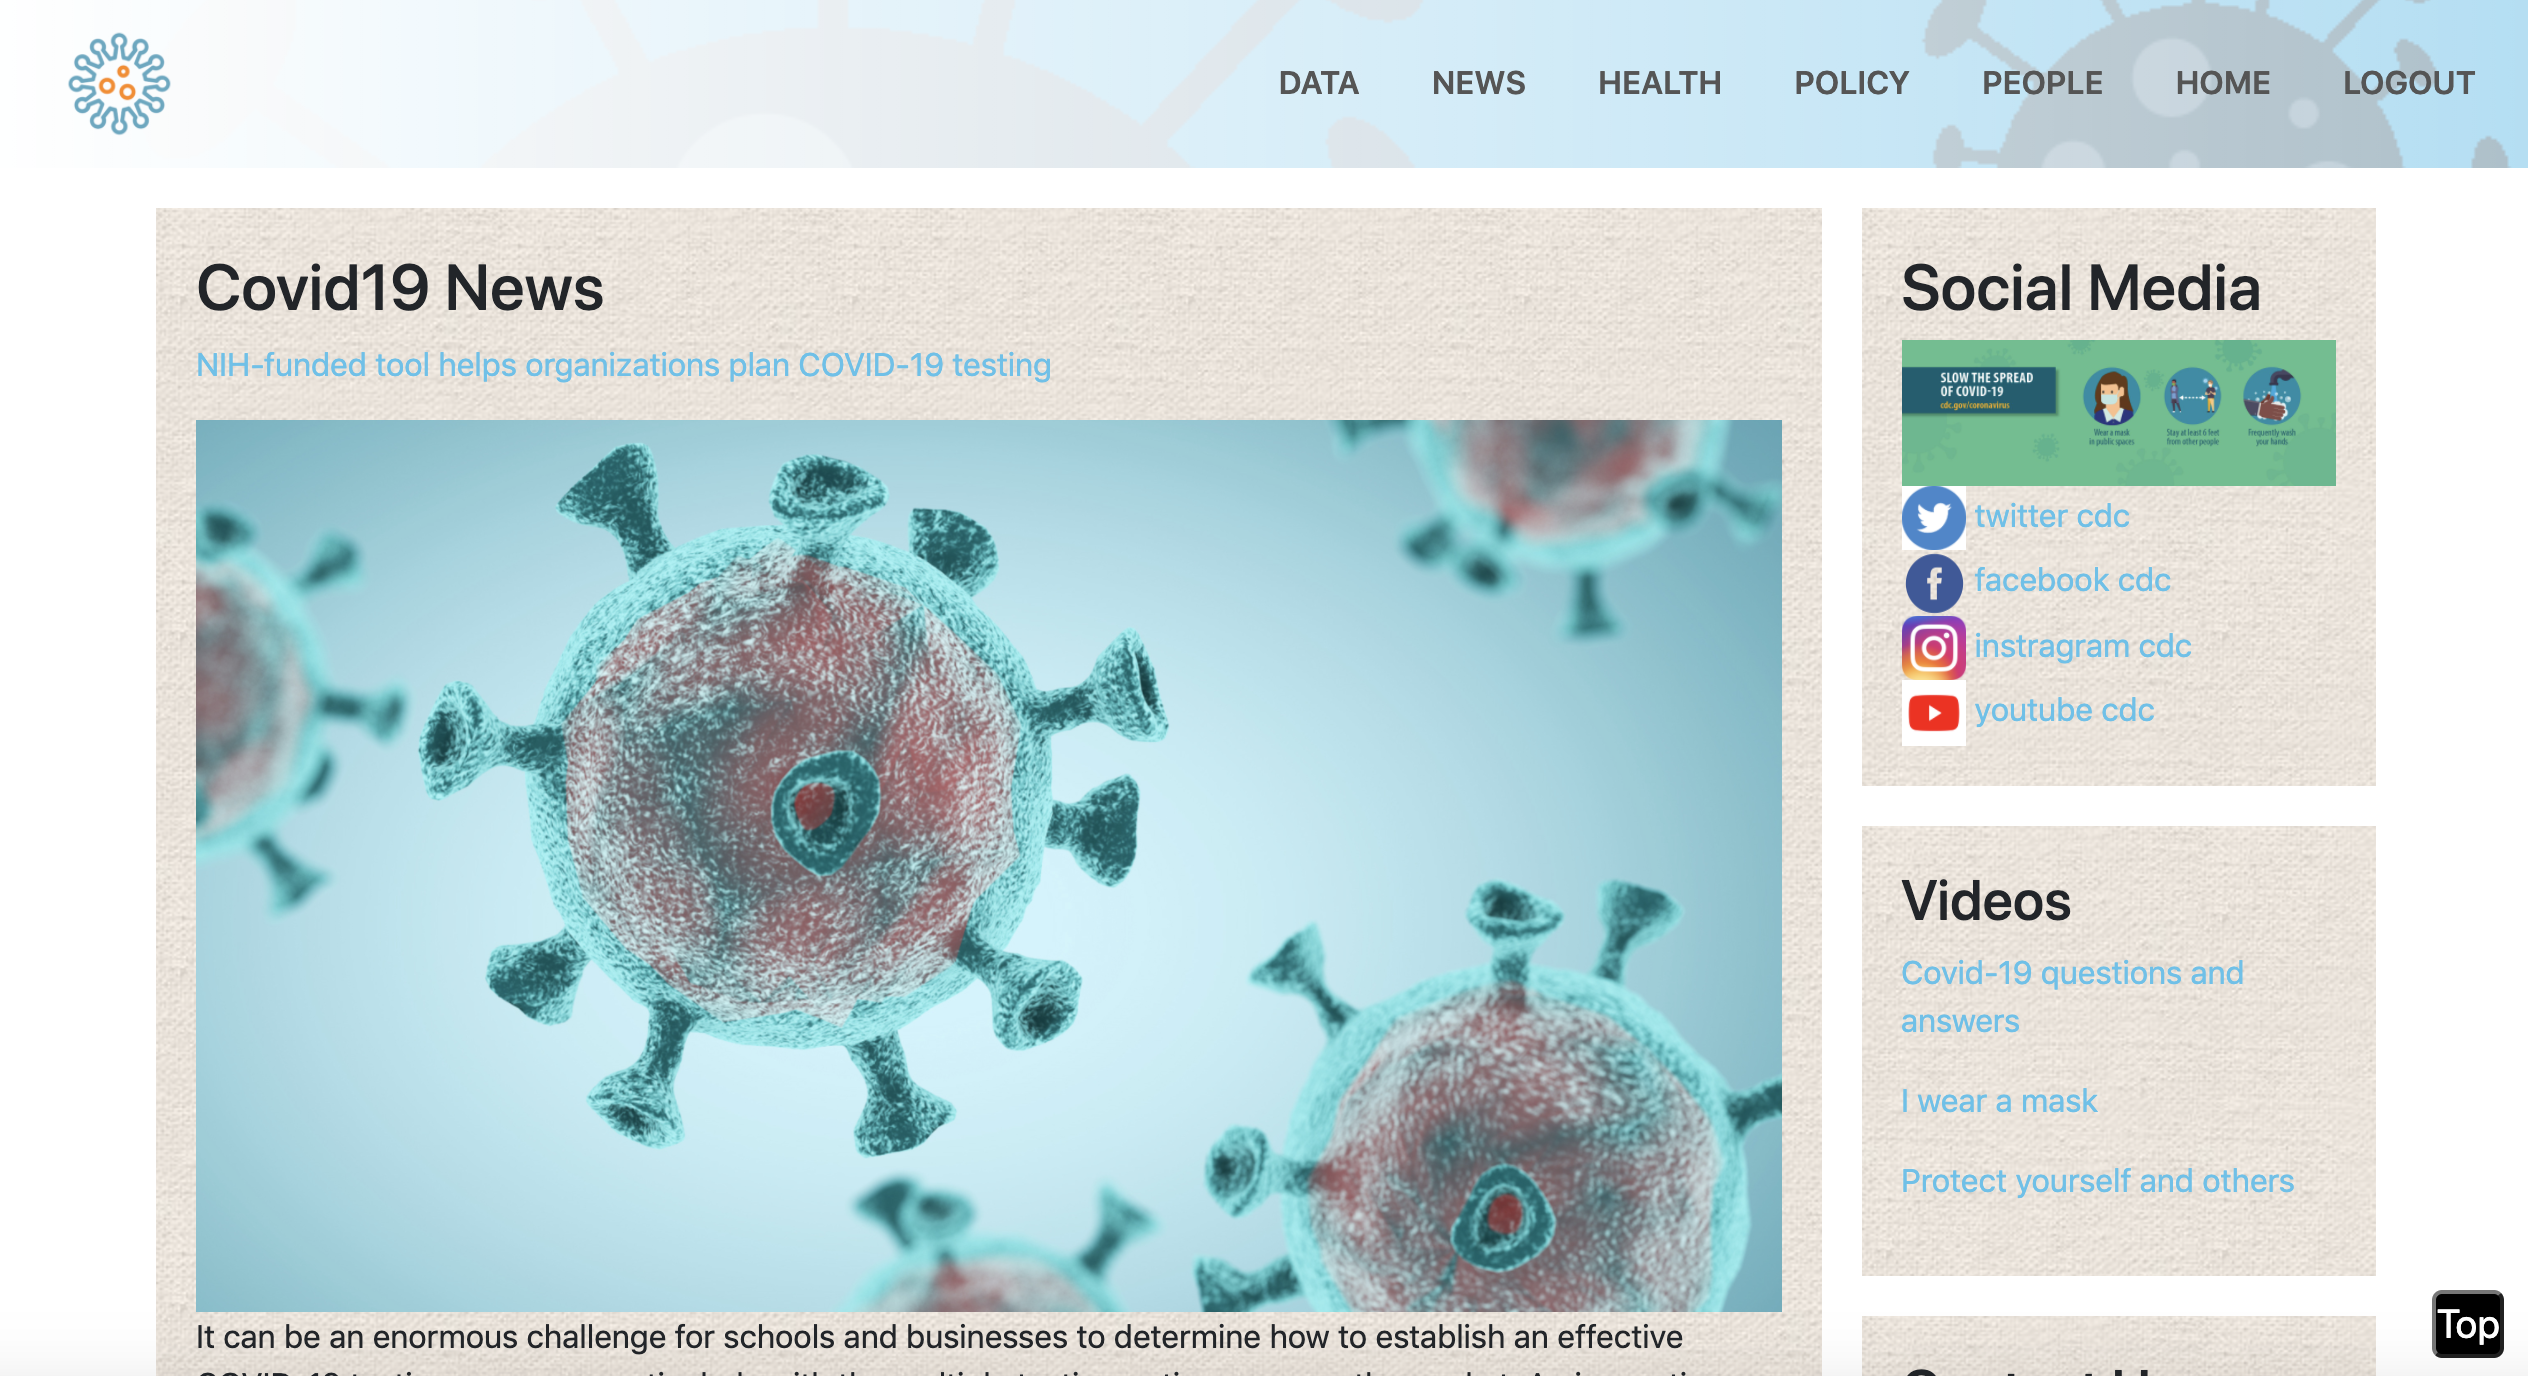 DATA NEWS HEALTH POLICY PEOPLE HOME LOGOUT
Covid19 News
NIH-funded tool helps organizations plan COVID-19 testing
It can be an enormous challenge for schools and businesses to determine how to establish an effective
Social Media
SLOW THE SPREAD
OF COVID-19
cdc.gov/coronavirus
Wear a mask
in public spaces
Stay at least 6 feet
from other people
Frequently wash
your hands
twitter cdc
facebook cdc
instragram cdc
youtube cdc
Videos
Covid-19 questions and
answers
I wear a mask
Protect yourself and others
Top